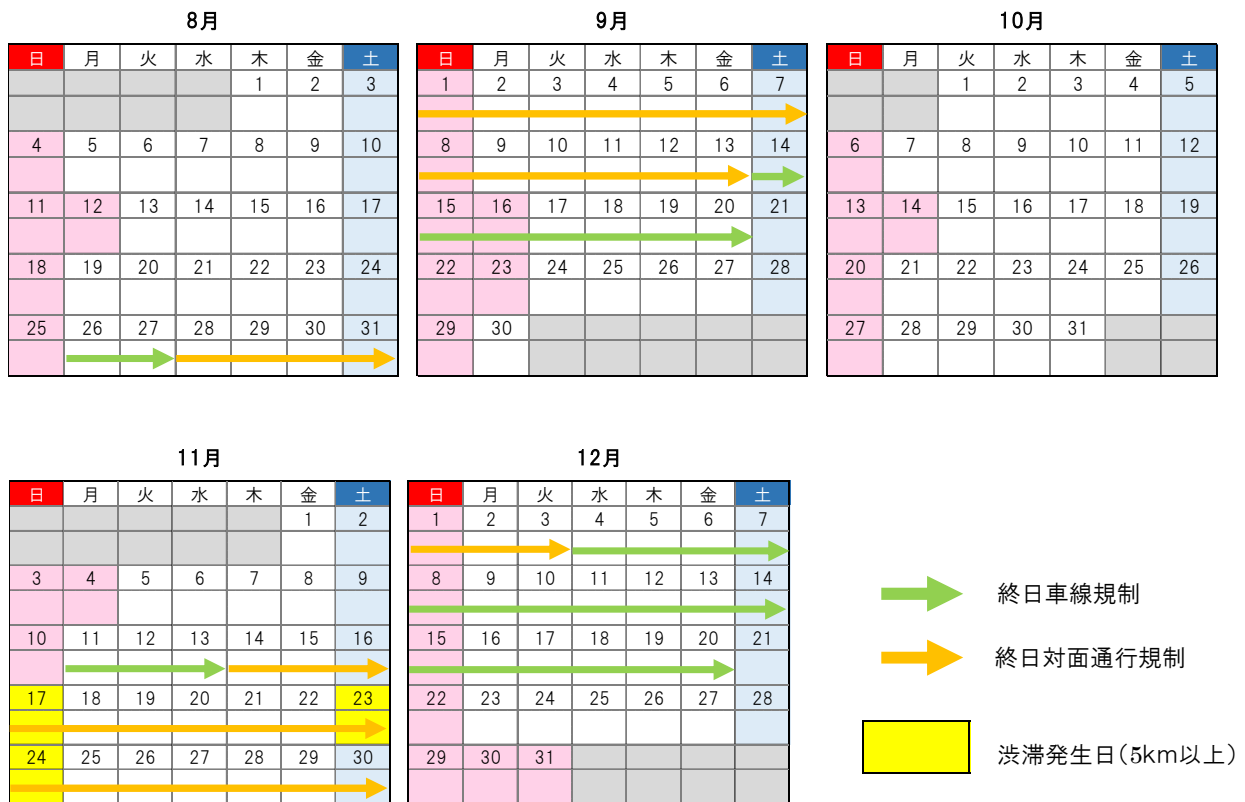 8月
日 月 火 水 木 金 土
1 2 3
4 5 6 7 8 9 10
11 12 13 14 15 16 17
18 19 20 21 22 23 24
25 26 27 28 29 30 31
9月
日 月 火 水 木 金 土
1 2 3 4 5 6 7
8 9 10 11 12 13 14
15 16 17 18 19 20 21
22 23 24 25 26 27 28
29 30
10月
日 月 火 水 木 金 土
1 2 3 4 5
6 7 8 9 10 11 12
13 14 15 16 17 18 19
20 21 22 23 24 25 26
27 28 29 30 31
11月
日 月 火 水 木 金 土
1 2
3 4 5 6 7 8 9
10 11 12 13 14 15 16
17 18 19 20 21 22 23
24 25 26 27 28 29 30
12月
日 月 火 水 木 金 土
1 2 3 4 5 6 7
8 9 10 11 12 13 14
15 16 17 18 19 20 21
22 23 24 25 26 27 28
29 30 31
終日車線規制
終日対面通行規制
渋滞発生日(5km以上)